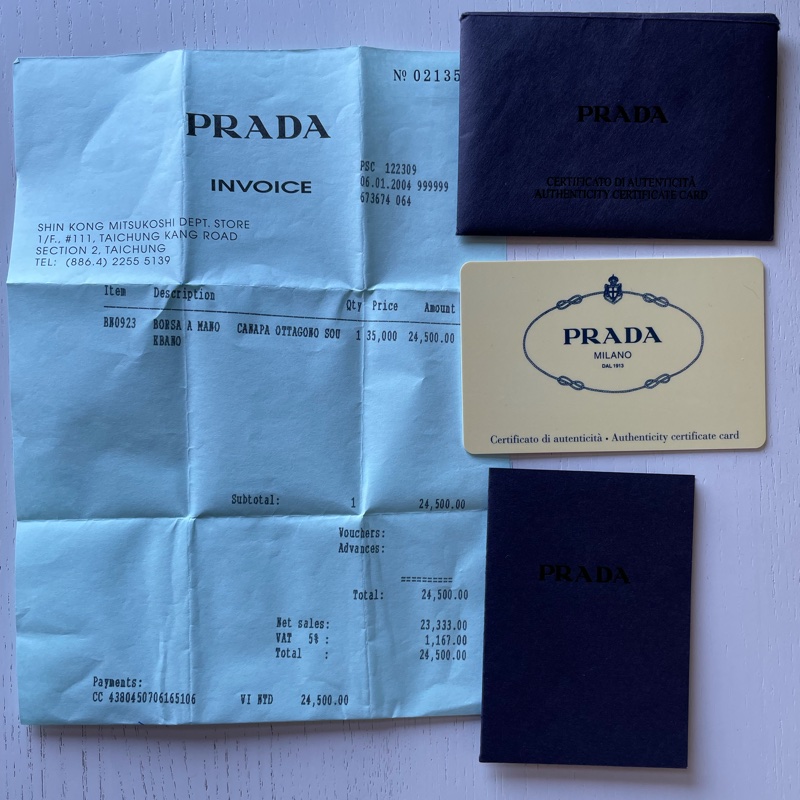 Nº 02135
PRADA
INVOICE
PSC 122309
06.01.2004 999999
673674 064
SHIN KONG MITSUKOSHI DEPT. STORE
1/F., #111, TAICHUNG KANG ROAD
SECTION 2, TAICHUNG
TEL: (886.4) 2255 5139
Item Description Qty Price Amount
BN0923 BORSA A MANO CANAPA OTTAGONO SOU 1 35,000 24,500.00
EBANO
Subtotal: 1 24,500.00
Vouchers:
Advances:
==========
Total: 24,500.00
Net sales: 23,333.00
VAT 5% : 1,167.00
Total : 24,500.00
Payments:
CC 4380450706165106 VI NTD 24,500.00
PRADA
CERTIFICATO DI AUTENTICITÀ
AUTHENTICITY CERTIFICATE CARD
PRADA
MILANO
DAL 1913
Certificato di autenticità • Authenticity certificate card
PRADA